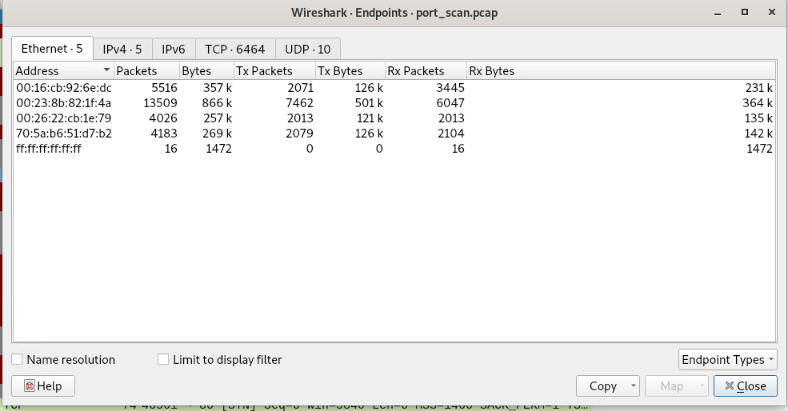 Wireshark · Endpoints · port_scan.pcap
Ethernet · 5 IPv4 · 5 IPv6 TCP · 6464 UDP · 10
Address Packets Bytes Tx Packets Tx Bytes Rx Packets Rx Bytes
00:16:cb:92:6e:dc 5516 357 k 2071 126 k 3445 231 k
00:23:8b:82:1f:4a 13509 866 k 7462 501 k 6047 364 k
00:26:22:cb:1e:79 4026 257 k 2013 121 k 2013 135 k
70:5a:b6:51:d7:b2 4183 269 k 2079 126 k 2104 142 k
ff:ff:ff:ff:ff:ff 16 1472 0 0 16 1472
Name resolution Limit to display filter Endpoint Types
Help Copy Map Close